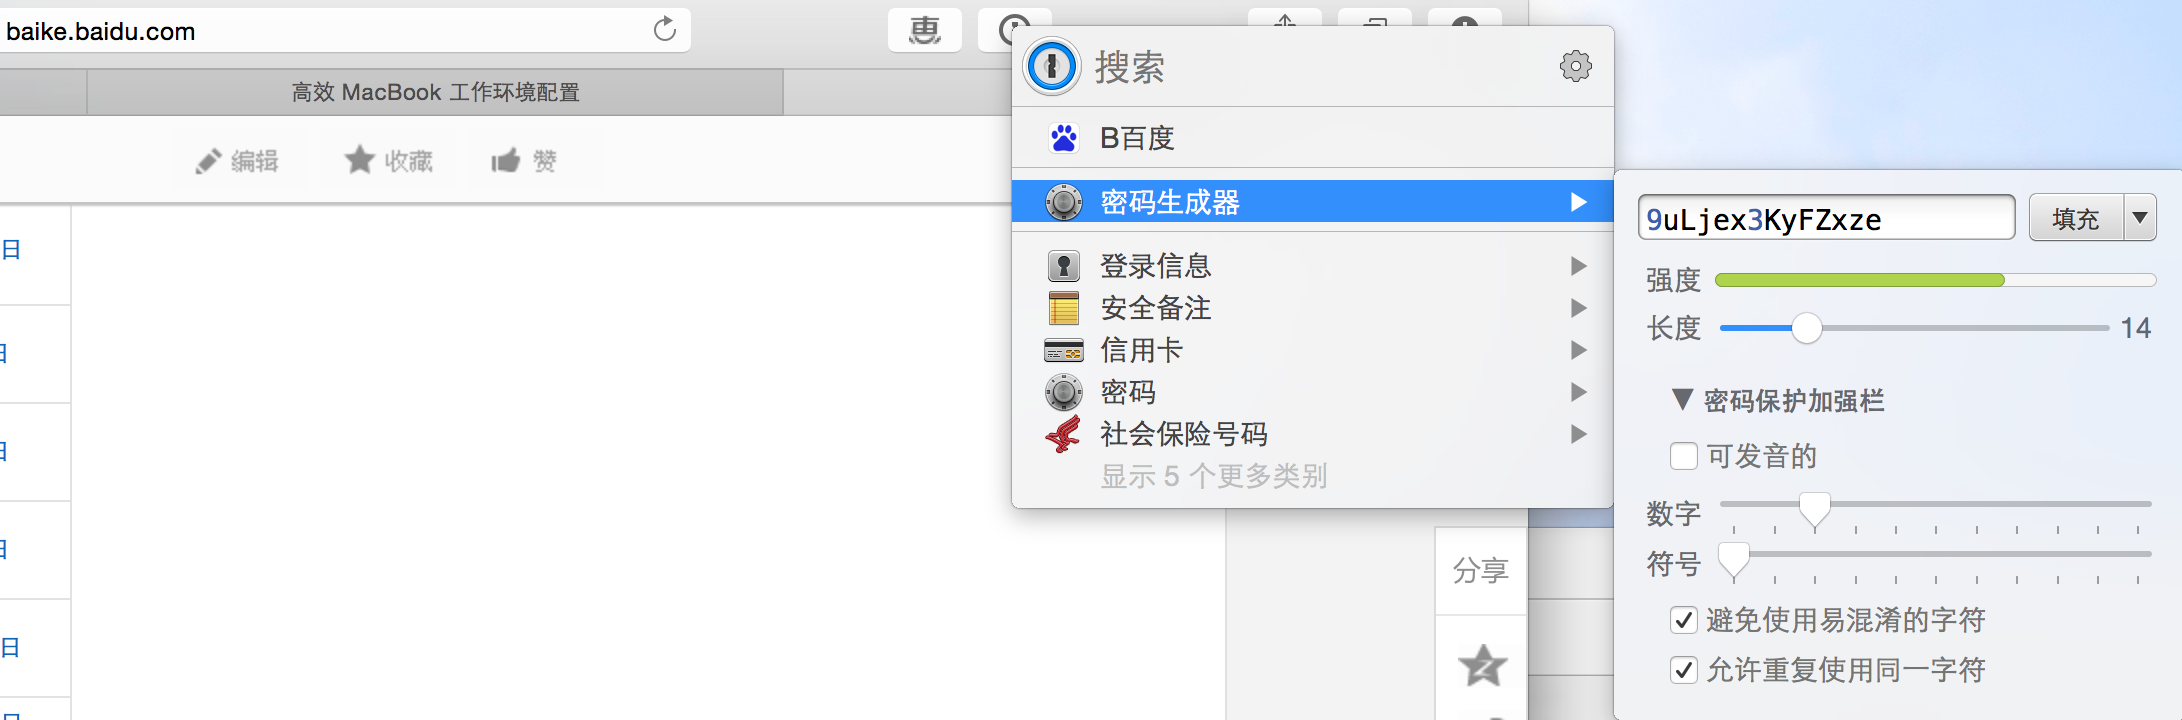 baike.baidu.com
惠
高效 MacBook 工作环境配置
编辑
收藏
赞
日
日
日
日
日
日
搜索
B百度
密码生成器
登录信息
安全备注
信用卡
密码
社会保险号码
显示 5 个更多类别
分享
9uLjex3KyFZxze
填充
强度
长度
14
密码保护加强栏
可发音的
数字
符号
避免使用易混淆的字符
允许重复使用同一字符